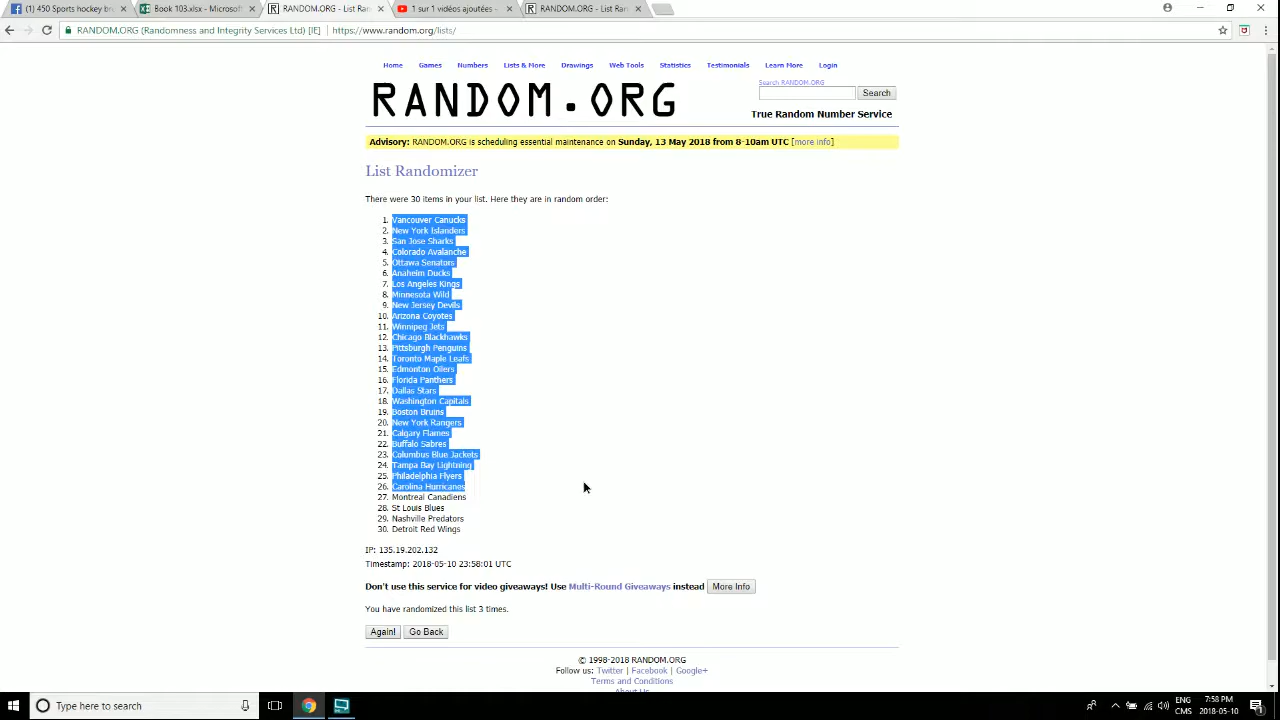 (1) 450 Sports hockey br
Book 103.xlsx - Microsoft
RANDOM.ORG - List Ran
1 sur 1 vidéos ajoutées -
RANDOM.ORG - List Ran
RANDOM.ORG (Randomness and Integrity Services Ltd) [IE]
https://www.random.org/lists/
Home Games Numbers Lists & More Drawings Web Tools Statistics Testimonials Learn More Login
RANDOM.ORG
Search RANDOM.ORG
Search
True Random Number Service
Advisory: RANDOM.ORG is scheduling essential maintenance on Sunday, 13 May 2018 from 8-10am UTC [more info]
List Randomizer
There were 30 items in your list. Here they are in random order:
1. Vancouver Canucks
2. New York Islanders
3. San Jose Sharks
4. Colorado Avalanche
5. Ottawa Senators
6. Anaheim Ducks
7. Los Angeles Kings
8. Minnesota Wild
9. New Jersey Devils
10. Arizona Coyotes
11. Winnipeg Jets
12. Chicago Blackhawks
13. Pittsburgh Penguins
14. Toronto Maple Leafs
15. Edmonton Oilers
16. Florida Panthers
17. Dallas Stars
18. Washington Capitals
19. Boston Bruins
20. New York Rangers
21. Calgary Flames
22. Buffalo Sabres
23. Columbus Blue Jackets
24. Tampa Bay Lightning
25. Philadelphia Flyers
26. Carolina Hurricanes
27. Montreal Canadiens
28. St Louis Blues
29. Nashville Predators
30. Detroit Red Wings
IP: 135.19.202.132
Timestamp: 2018-05-10 23:58:01 UTC
Don't use this service for video giveaways! Use Multi-Round Giveaways instead More Info
You have randomized this list 3 times.
Again! Go Back
© 1998-2018 RANDOM.ORG
Follow us: Twitter | Facebook | Google+
Terms and Conditions
About Us
Type here to search
ENG 7:58 PM
CMS 2018-05-10